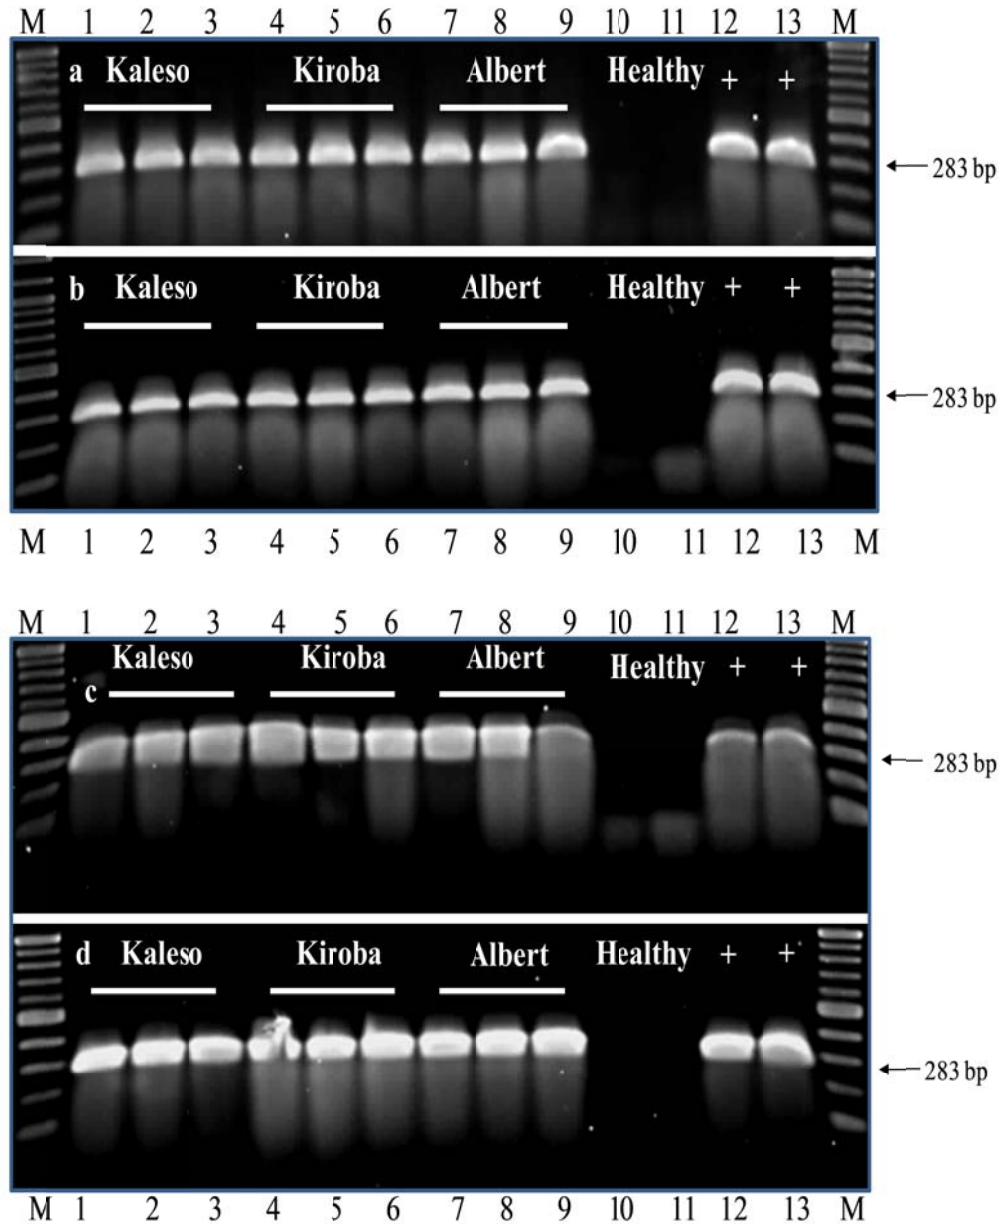 M 1 2 3 4 5 6 7 8 9 10 11 12 13 M
a Kaleso Kiroba Albert Healthy + +
283 bp
b Kaleso Kiroba Albert Healthy + +
283 bp
M 1 2 3 4 5 6 7 8 9 10 11 12 13 M
M 1 2 3 4 5 6 7 8 9 10 11 12 13 M
Kaleso Kiroba Albert Healthy + +
c
283 bp
d Kaleso Kiroba Albert Healthy + +
283 bp
M 1 2 3 4 5 6 7 8 9 10 11 12 13 M